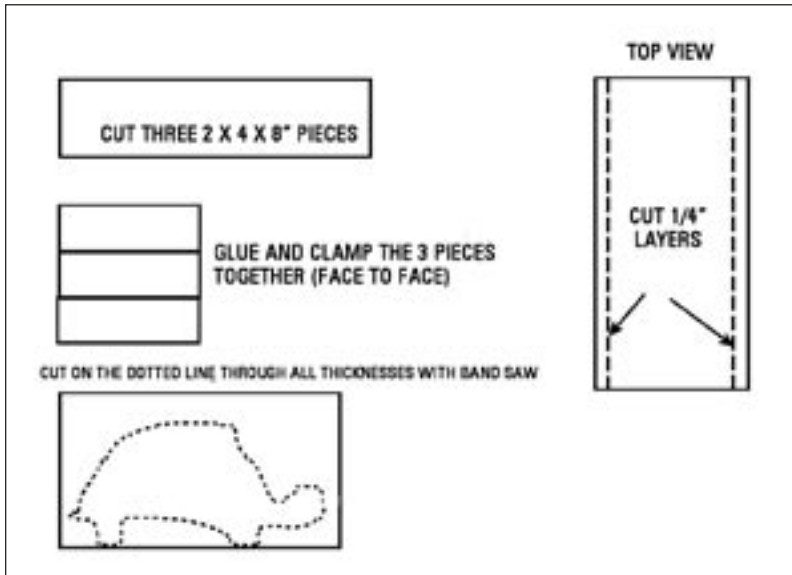 TOP VIEW
CUT THREE 2 X 4 X 8" PIECES
CUT 1/4"
LAYERS
GLUE AND CLAMP THE 3 PIECES
TOGETHER (FACE TO FACE)
CUT ON THE DOTTED LINE THROUGH ALL THICKNESSES WITH BAND SAW